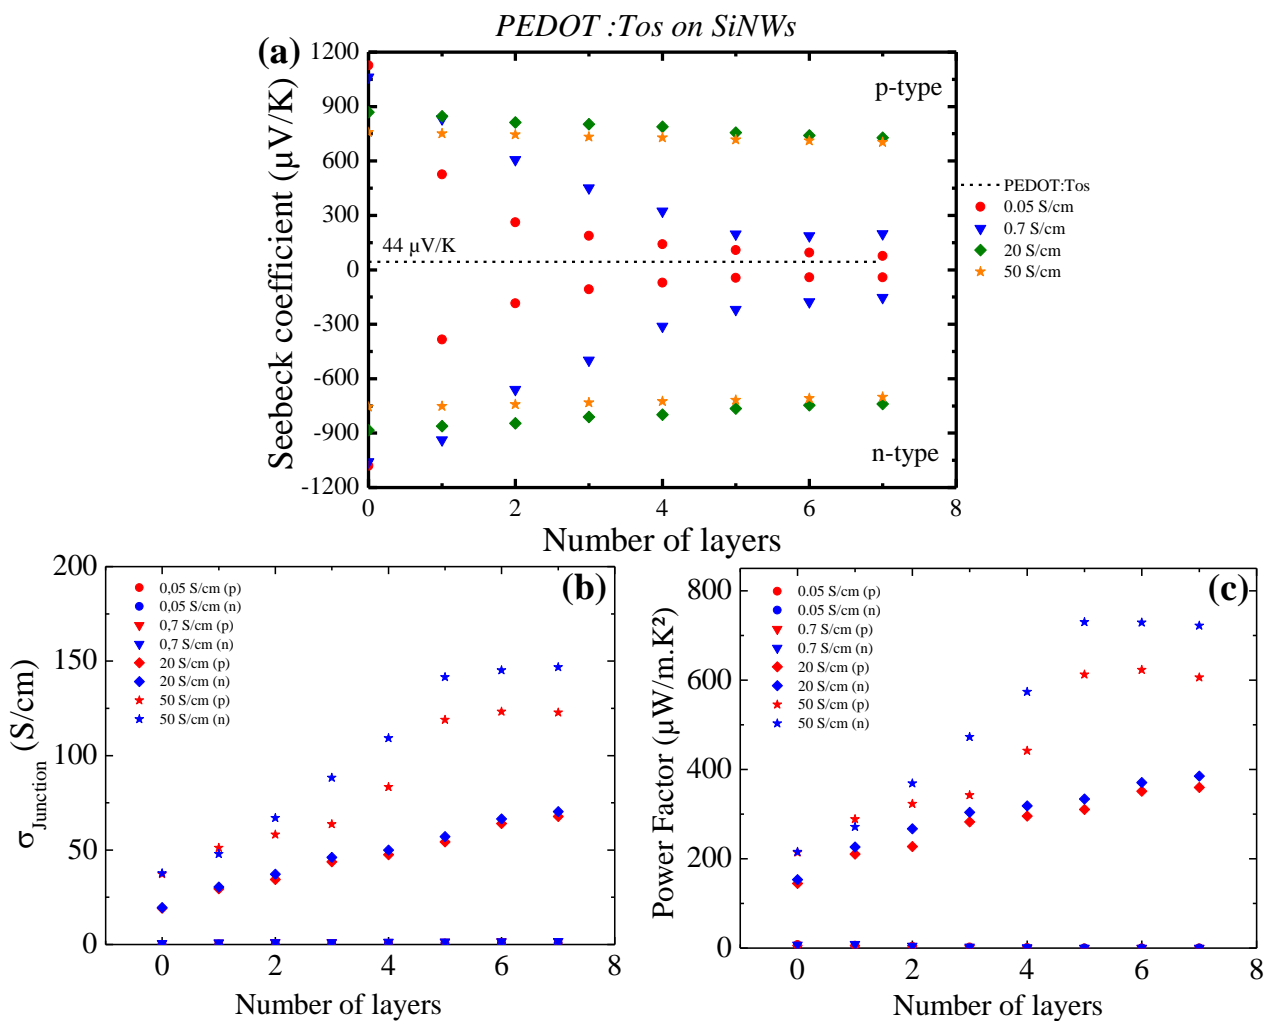 PEDOT :Tos on SiNWs
(a)
1200
900
600
300
0
-300
-600
-900
-1200
Seebeck coefficient (µV/K)
p-type
44 µV/K
n-type
PEDOT:Tos
0.05 S/cm
0.7 S/cm
20 S/cm
50 S/cm
0 2 4 6 8
Number of layers
(b)
200
150
100
50
0
σJunction (S/cm)
0,05 S/cm (p)
0,05 S/cm (n)
0,7 S/cm (p)
0,7 S/cm (n)
20 S/cm (p)
20 S/cm (n)
50 S/cm (p)
50 S/cm (n)
0 2 4 6 8
Number of layers
(c)
800
600
400
200
0
Power Factor (µW/m.K²)
0.05 S/cm (p)
0.05 S/cm (n)
0.7 S/cm (p)
0.7 S/cm (n)
20 S/cm (p)
20 S/cm (n)
50 S/cm (p)
50 S/cm (n)
0 2 4 6 8
Number of layers